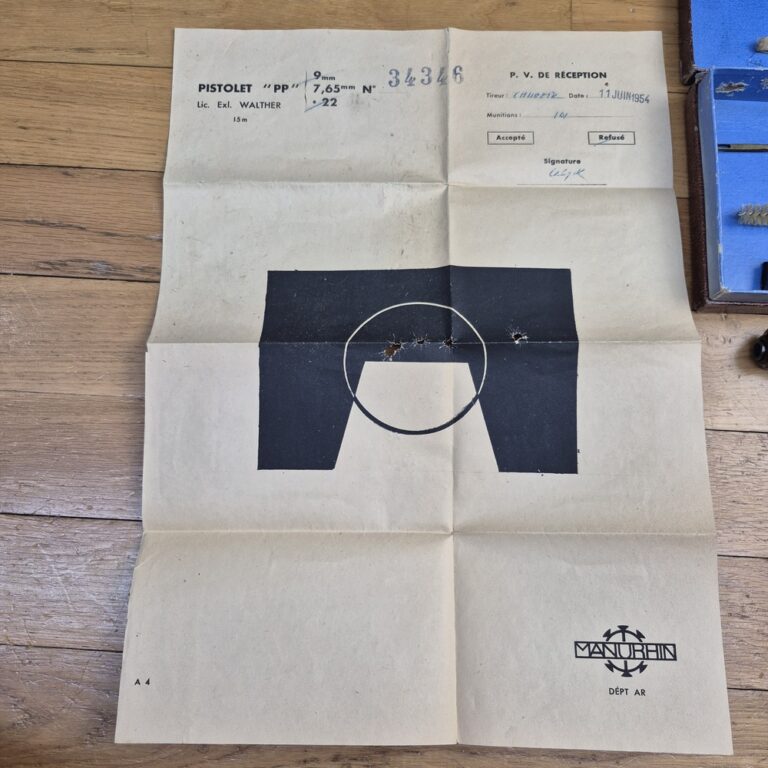 PISTOLET "PP" 9mm 7,65mm .22 N° 34346
Lic. Exl. WALTHER
15m
P. V. DE RÉCEPTION
Tireur: Date: 11 JUIN 1954
Munitions:
Accepté Refusé
Signature
MANURHIN
DÉPT AR
A 4